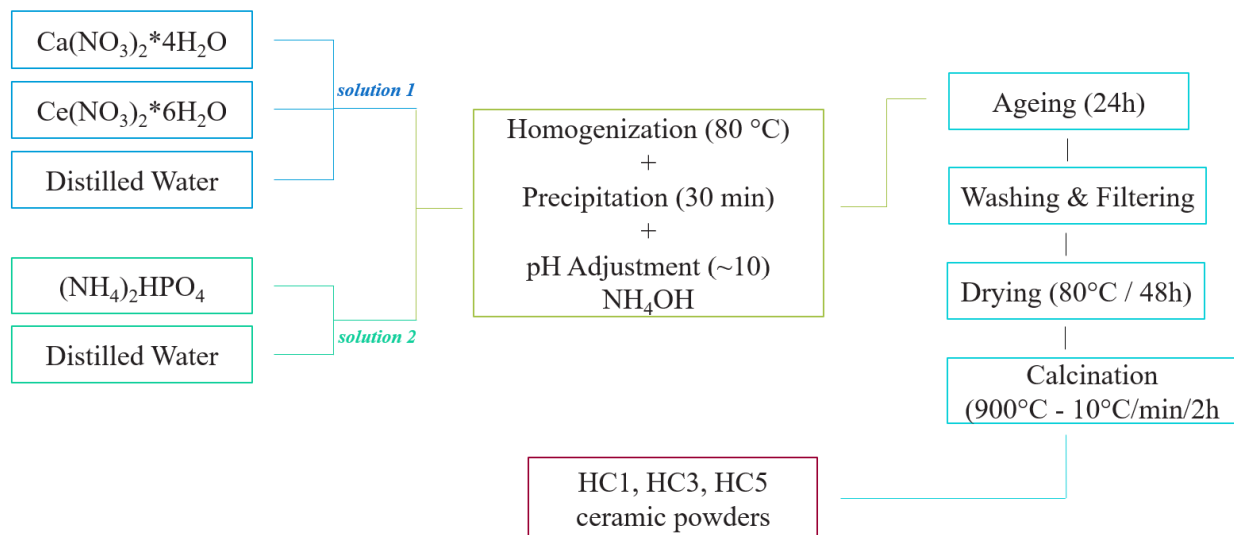 Ca(NO₃)₂*4H₂O
solution 1
Ce(NO₃)₂*6H₂O
Distilled Water
(NH₄)₂HPO₄
solution 2
Distilled Water
Homogenization (80 °C)
+
Precipitation (30 min)
+
pH Adjustment (~10)
NH₄OH
Ageing (24h)
Washing & Filtering
Drying (80°C / 48h)
Calcination
(900°C - 10°C/min/2h
HC1, HC3, HC5
ceramic powders